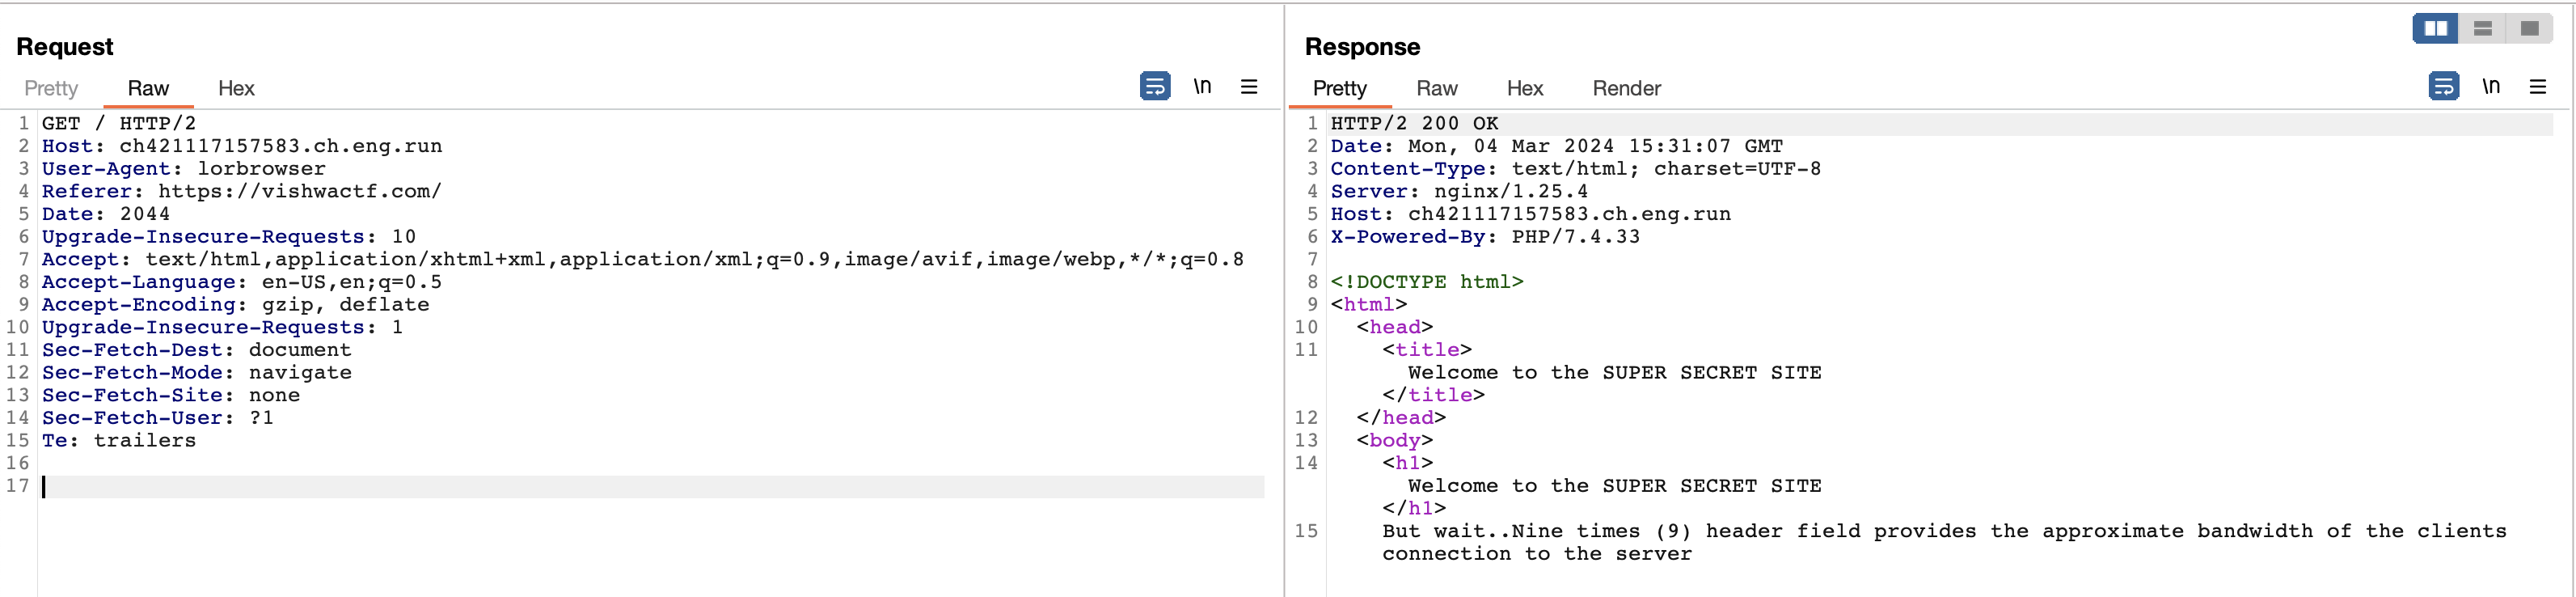 Request
Pretty Raw Hex
\n
1 GET / HTTP/2
2 Host: ch421117157583.ch.eng.run
3 User-Agent: lorbrowser
4 Referer: https://vishwactf.com/
5 Date: 2044
6 Upgrade-Insecure-Requests: 10
7 Accept: text/html,application/xhtml+xml,application/xml;q=0.9,image/avif,image/webp,*/*;q=0.8
8 Accept-Language: en-US,en;q=0.5
9 Accept-Encoding: gzip, deflate
10 Upgrade-Insecure-Requests: 1
11 Sec-Fetch-Dest: document
12 Sec-Fetch-Mode: navigate
13 Sec-Fetch-Site: none
14 Sec-Fetch-User: ?1
15 Te: trailers
16
17
Response
Pretty Raw Hex Render
\n
1 HTTP/2 200 OK
2 Date: Mon, 04 Mar 2024 15:31:07 GMT
3 Content-Type: text/html; charset=UTF-8
4 Server: nginx/1.25.4
5 Host: ch421117157583.ch.eng.run
6 X-Powered-By: PHP/7.4.33
7
8 <!DOCTYPE html>
9 <html>
10 <head>
11 <title>
Welcome to the SUPER SECRET SITE
</title>
12 </head>
13 <body>
14 <h1>
Welcome to the SUPER SECRET SITE
</h1>
15 But wait..Nine times (9) header field provides the approximate bandwidth of the clients
connection to the server